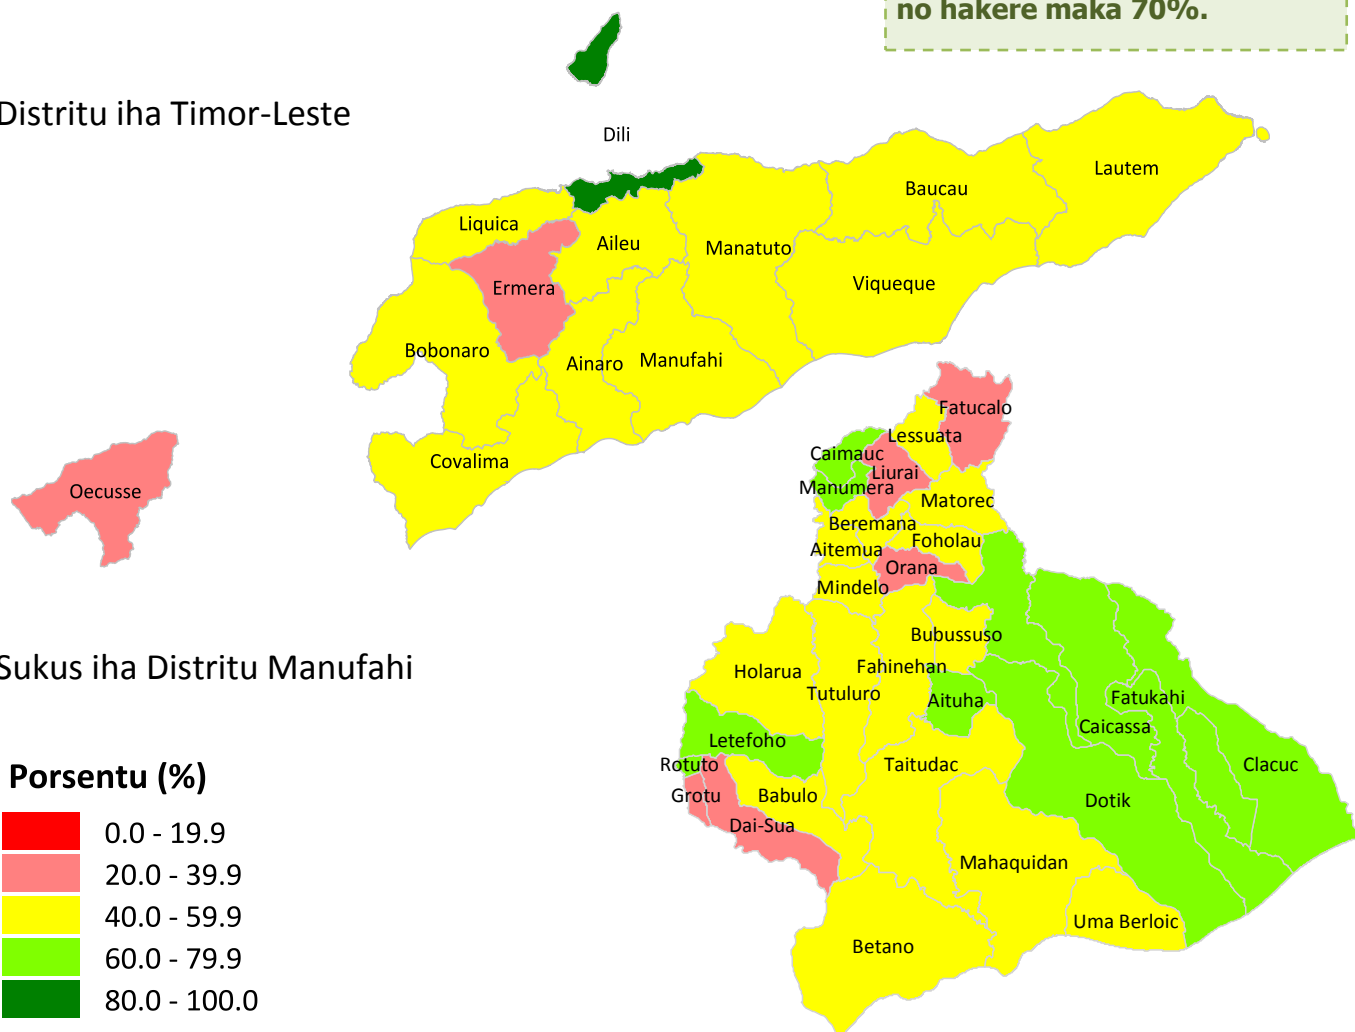 no hakere maka 70%.
Distritu iha Timor-Leste
Dili
Lautem
Baucau
Liquica
Aileu
Manatuto
Viqueque
Ermera
Bobonaro
Ainaro
Manufahi
Covalima
Oecusse
Fatucalo
Lessuata
Caimauc
Liurai
Manumera
Matorec
Beremana
Foholau
Aitemua
Orana
Mindelo
Bubussuso
Fahinehan
Holarua
Tutuluro
Aituha
Fatukahi
Caicassa
Letefoho
Rotuto
Taitudac
Clacuc
Grotu
Babulo
Dotik
Dai-Sua
Mahaquidan
Uma Berloic
Betano
Sukus iha Distritu Manufahi
Porsentu (%)
0.0 - 19.9
20.0 - 39.9
40.0 - 59.9
60.0 - 79.9
80.0 - 100.0